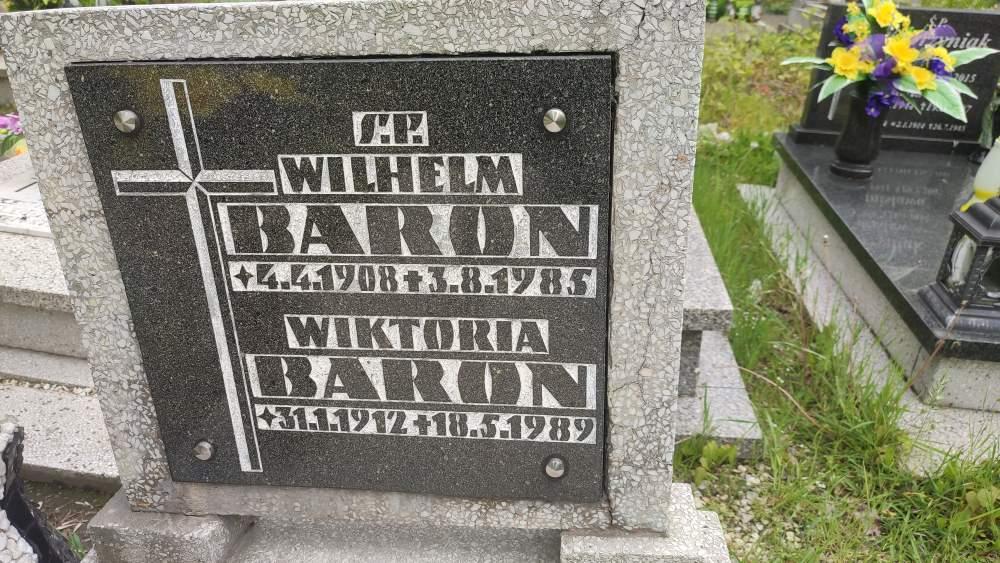 Ś.P.
WILHELM
BARON
✦4.4.1908 ✝3.8.1985
WIKTORIA
BARON
✦31.1.1912 ✝18.5.1989
Ś.P.